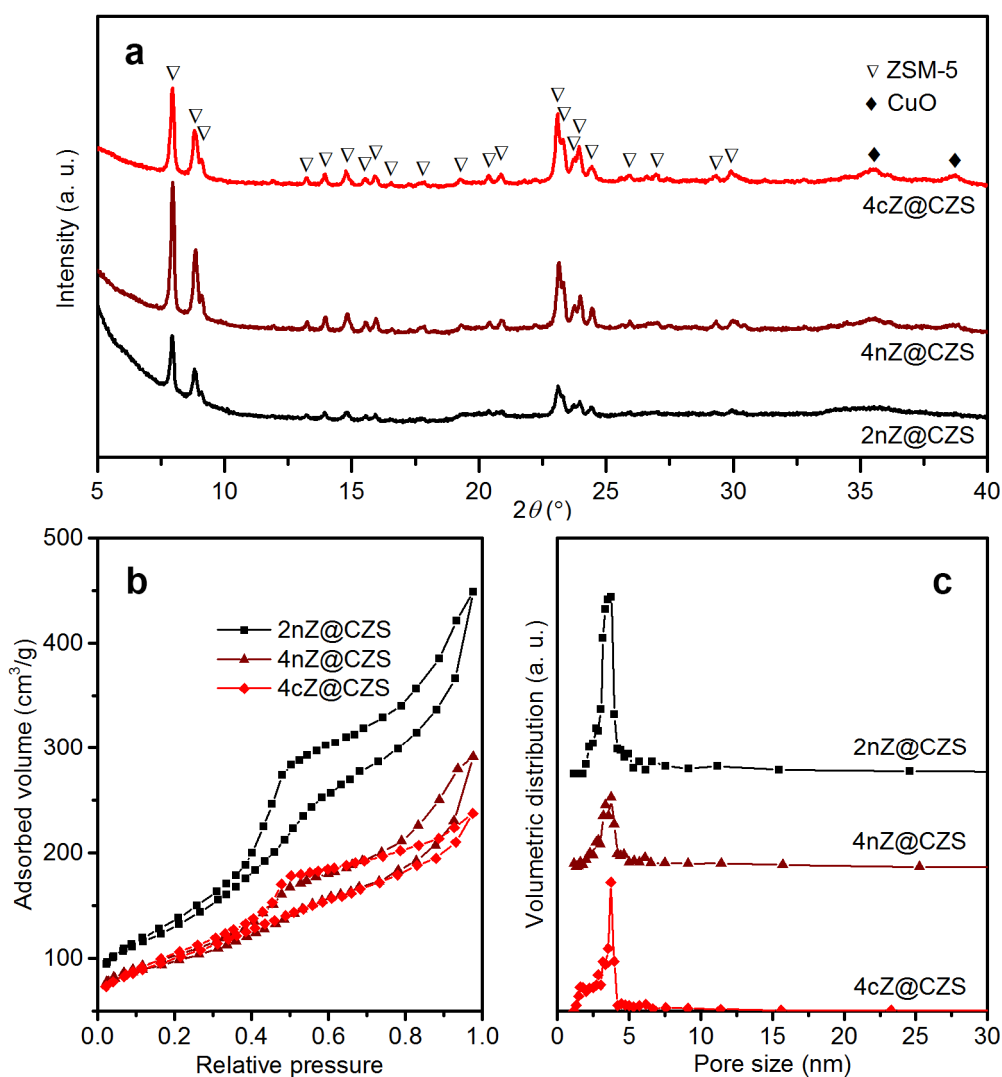 a
▽ ZSM-5
◆ CuO
4cZ@CZS
4nZ@CZS
2nZ@CZS
Intensity (a. u.)
5 10 15 20 25 30 35 40
2θ (°)
b
500
400
300
200
100
2nZ@CZS
4nZ@CZS
4cZ@CZS
Adsorbed volume (cm³/g)
0.0 0.2 0.4 0.6 0.8 1.0
Relative pressure
c
2nZ@CZS
4nZ@CZS
4cZ@CZS
Volumetric distribution (a. u.)
0 5 10 15 20 25 30
Pore size (nm)